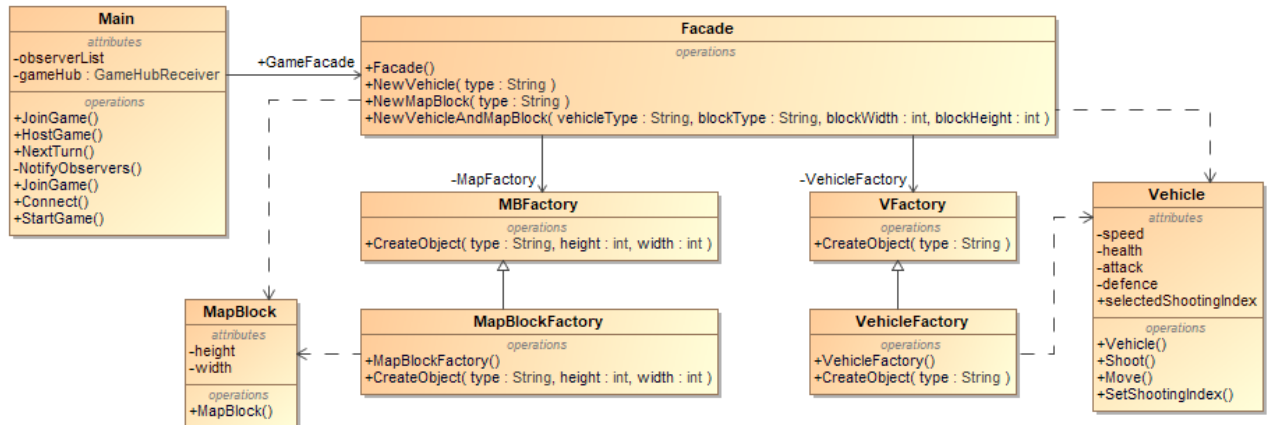 Main
attributes
-observerList
-gameHub : GameHubReceiver
operations
+JoinGame()
+HostGame()
+NextTurn()
-NotifyObservers()
+JoinGame()
+Connect()
+StartGame()
+GameFacade
Facade
operations
+Facade()
+NewVehicle( type : String )
+NewMapBlock( type : String )
+NewVehicleAndMapBlock( vehicleType : String, blockType : String, blockWidth : int, blockHeight : int )
-MapFactory
-VehicleFactory
MBFactory
operations
+CreateObject( type : String, height : int, width : int )
VFactory
operations
+CreateObject( type : String )
Vehicle
attributes
-speed
-health
-attack
-defence
+selectedShootingIndex
operations
+Vehicle()
+Shoot()
+Move()
+SetShootingIndex()
MapBlock
attributes
-height
-width
operations
+MapBlock()
MapBlockFactory
operations
+MapBlockFactory()
+CreateObject( type : String, height : int, width : int )
VehicleFactory
operations
+VehicleFactory()
+CreateObject( type : String )